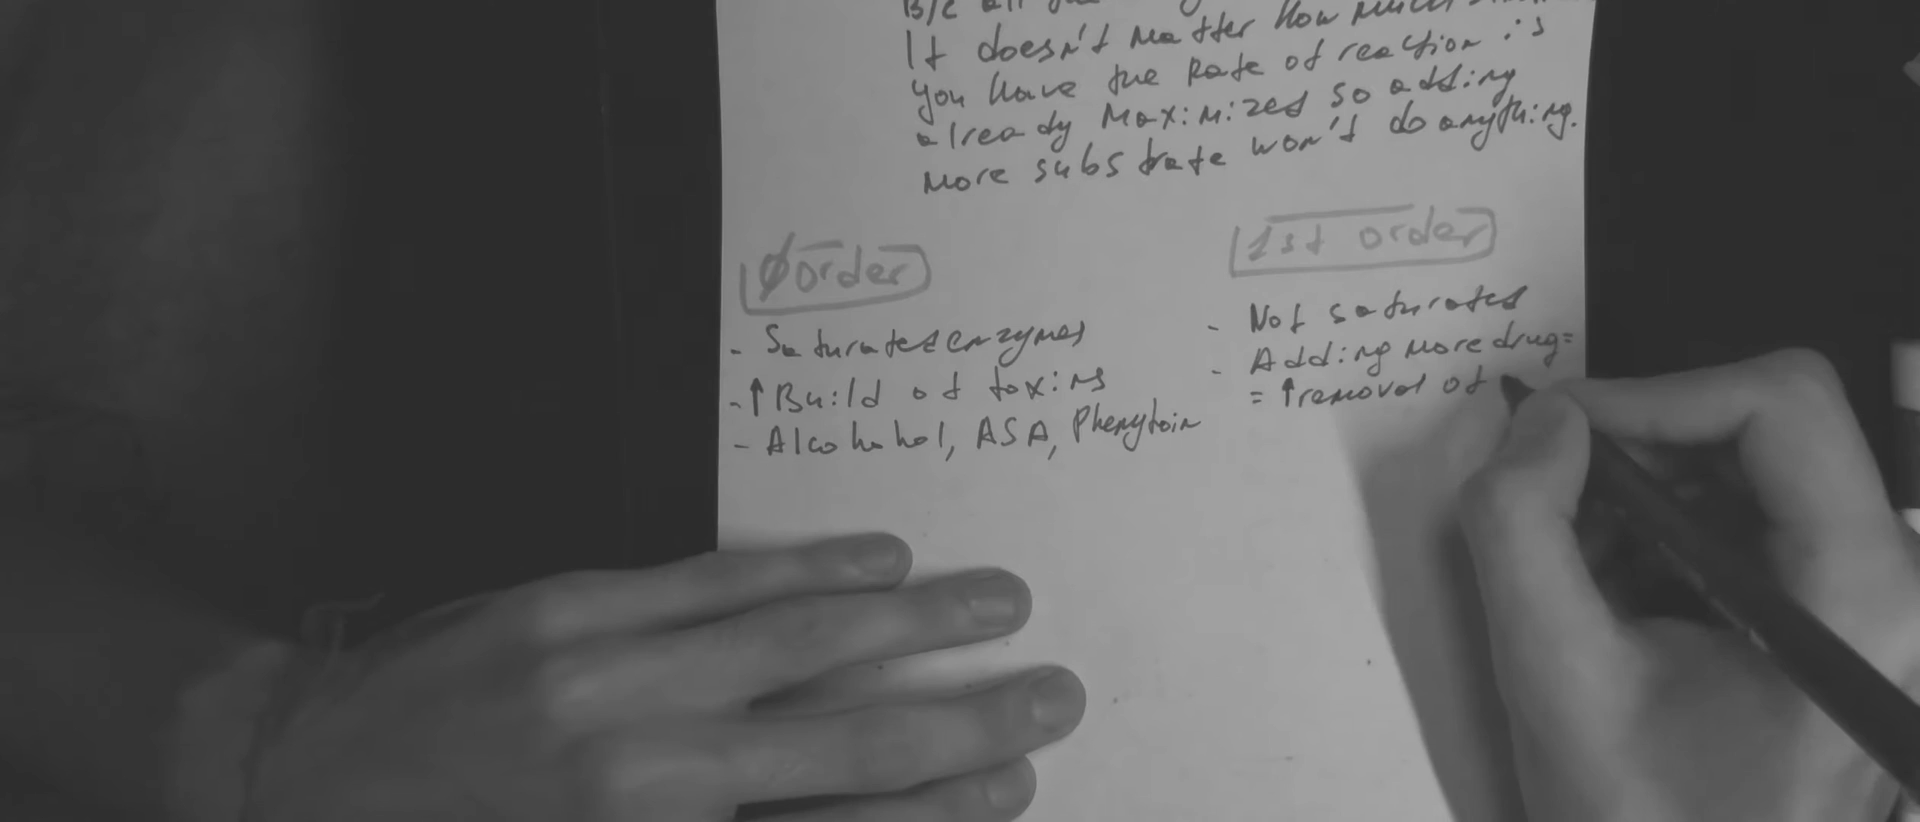 It doesn't matter how much
you have the rate of reaction is
already maximized so adding
more substrate won't do anything.
Ø order
- Saturated enzymes
- ↑ Build of toxins
- Alcohohol, ASA, Phenytoin
1st order
- Not saturated
- Adding more drug =
= ↑ removal of